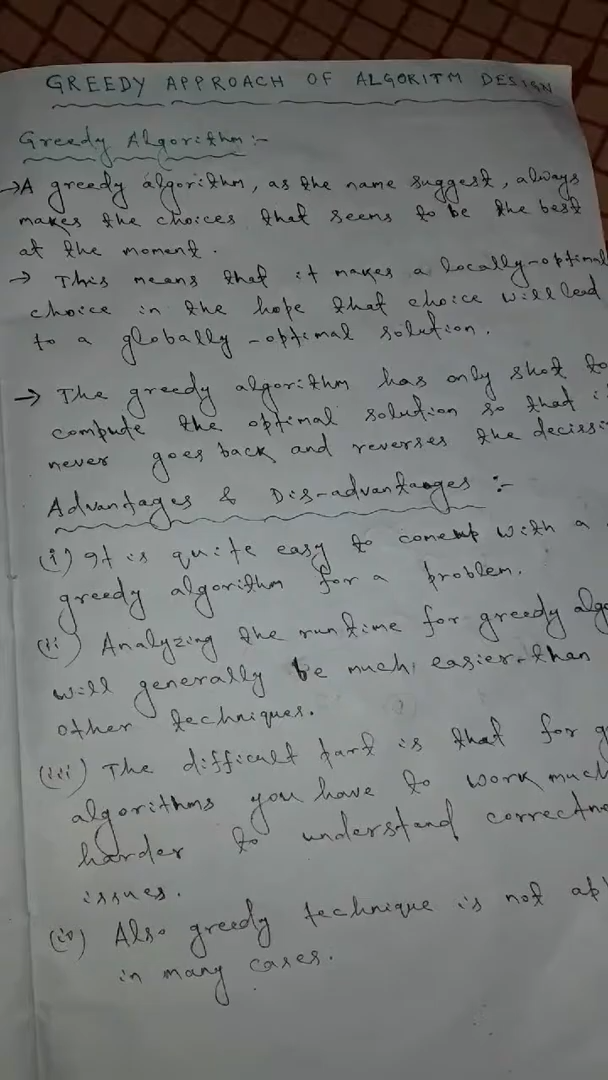 GREEDY APPROACH OF ALGORITM DESIGN
Greedy Algorithm :-
→ A greedy algorithm, as the name suggest, always
makes the choices that seems to be the best
at the moment.
→ This means that it makes a locally-optimal
choice in the hope that choice will lead
to a globally-optimal solution.
→ The greedy algorithm has only shot to
compute the optimal solution so that i
never goes back and reverses the decissi
Advantages & Dis-advantages :-
(i) It is quite easy to comeup with a
greedy algorithm for a problem.
(ii) Analyzing the run time for greedy algo
will generally be much easier than
other techniques.
(iii) The difficult part is that for g
algorithms you have to work much
harder to understand correctne
issues.
(iv) Also greedy technique is not apl
in many cases.